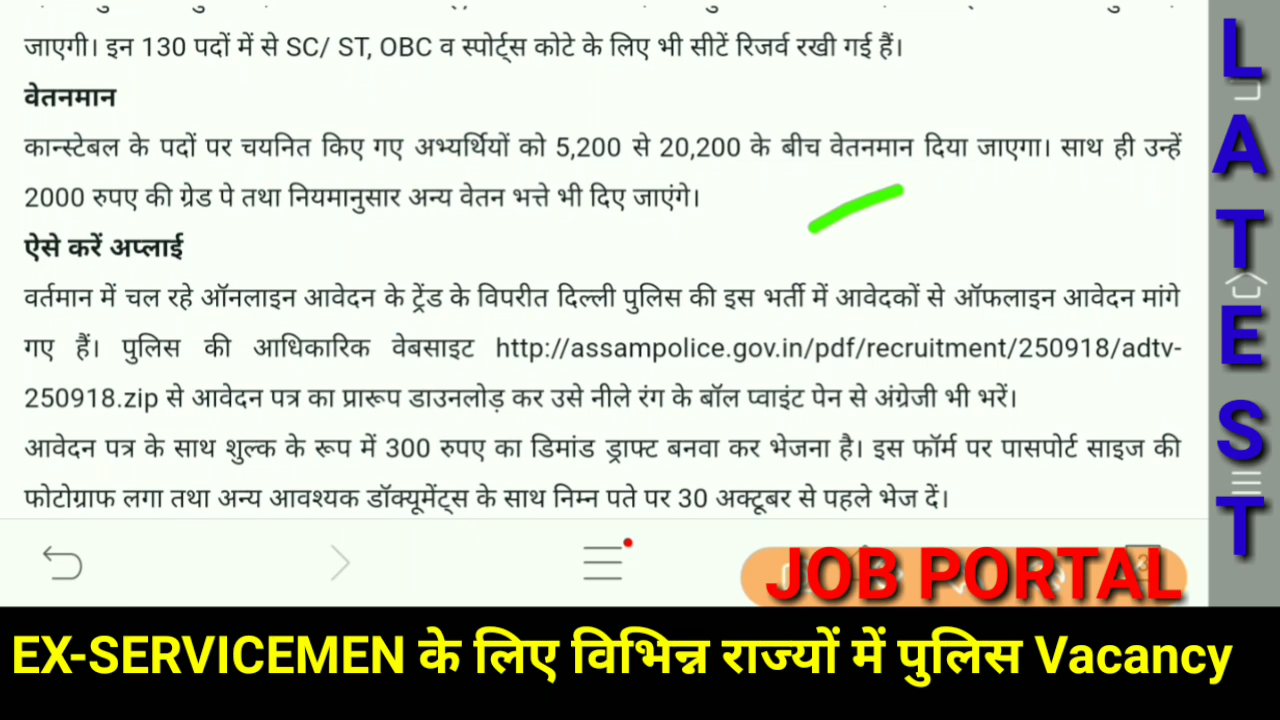 जाएगी। इन 130 पदों में से SC/ ST, OBC व स्पोर्ट्स कोटे के लिए भी सीटें रिजर्व रखी गई हैं।
वेतनमान
कान्स्टेबल के पदों पर चयनित किए गए अभ्यर्थियों को 5,200 से 20,200 के बीच वेतनमान दिया जाएगा। साथ ही उन्हें
2000 रुपए की ग्रेड पे तथा नियमानुसार अन्य वेतन भत्ते भी दिए जाएंगे।
ऐसे करें अप्लाई
वर्तमान में चल रहे ऑनलाइन आवेदन के ट्रेंड के विपरीत दिल्ली पुलिस की इस भर्ती में आवेदकों से ऑफलाइन आवेदन मांगे
गए हैं। पुलिस की आधिकारिक वेबसाइट http://assampolice.gov.in/pdf/recruitment/250918/adtv-
250918.zip से आवेदन पत्र का प्रारूप डाउनलोड़ कर उसे नीले रंग के बॉल प्वाइंट पेन से अंग्रेजी भी भरें।
आवेदन पत्र के साथ शुल्क के रूप में 300 रुपए का डिमांड ड्राफ्ट बनवा कर भेजना है। इस फॉर्म पर पासपोर्ट साइज की
फोटोग्राफ लगा तथा अन्य आवश्यक डॉक्यूमेंट्स के साथ निम्न पते पर 30 अक्टूबर से पहले भेज दें।
LATEST
JOB PORTAL
EX-SERVICEMEN के लिए विभिन्न राज्यों में पुलिस Vacancy